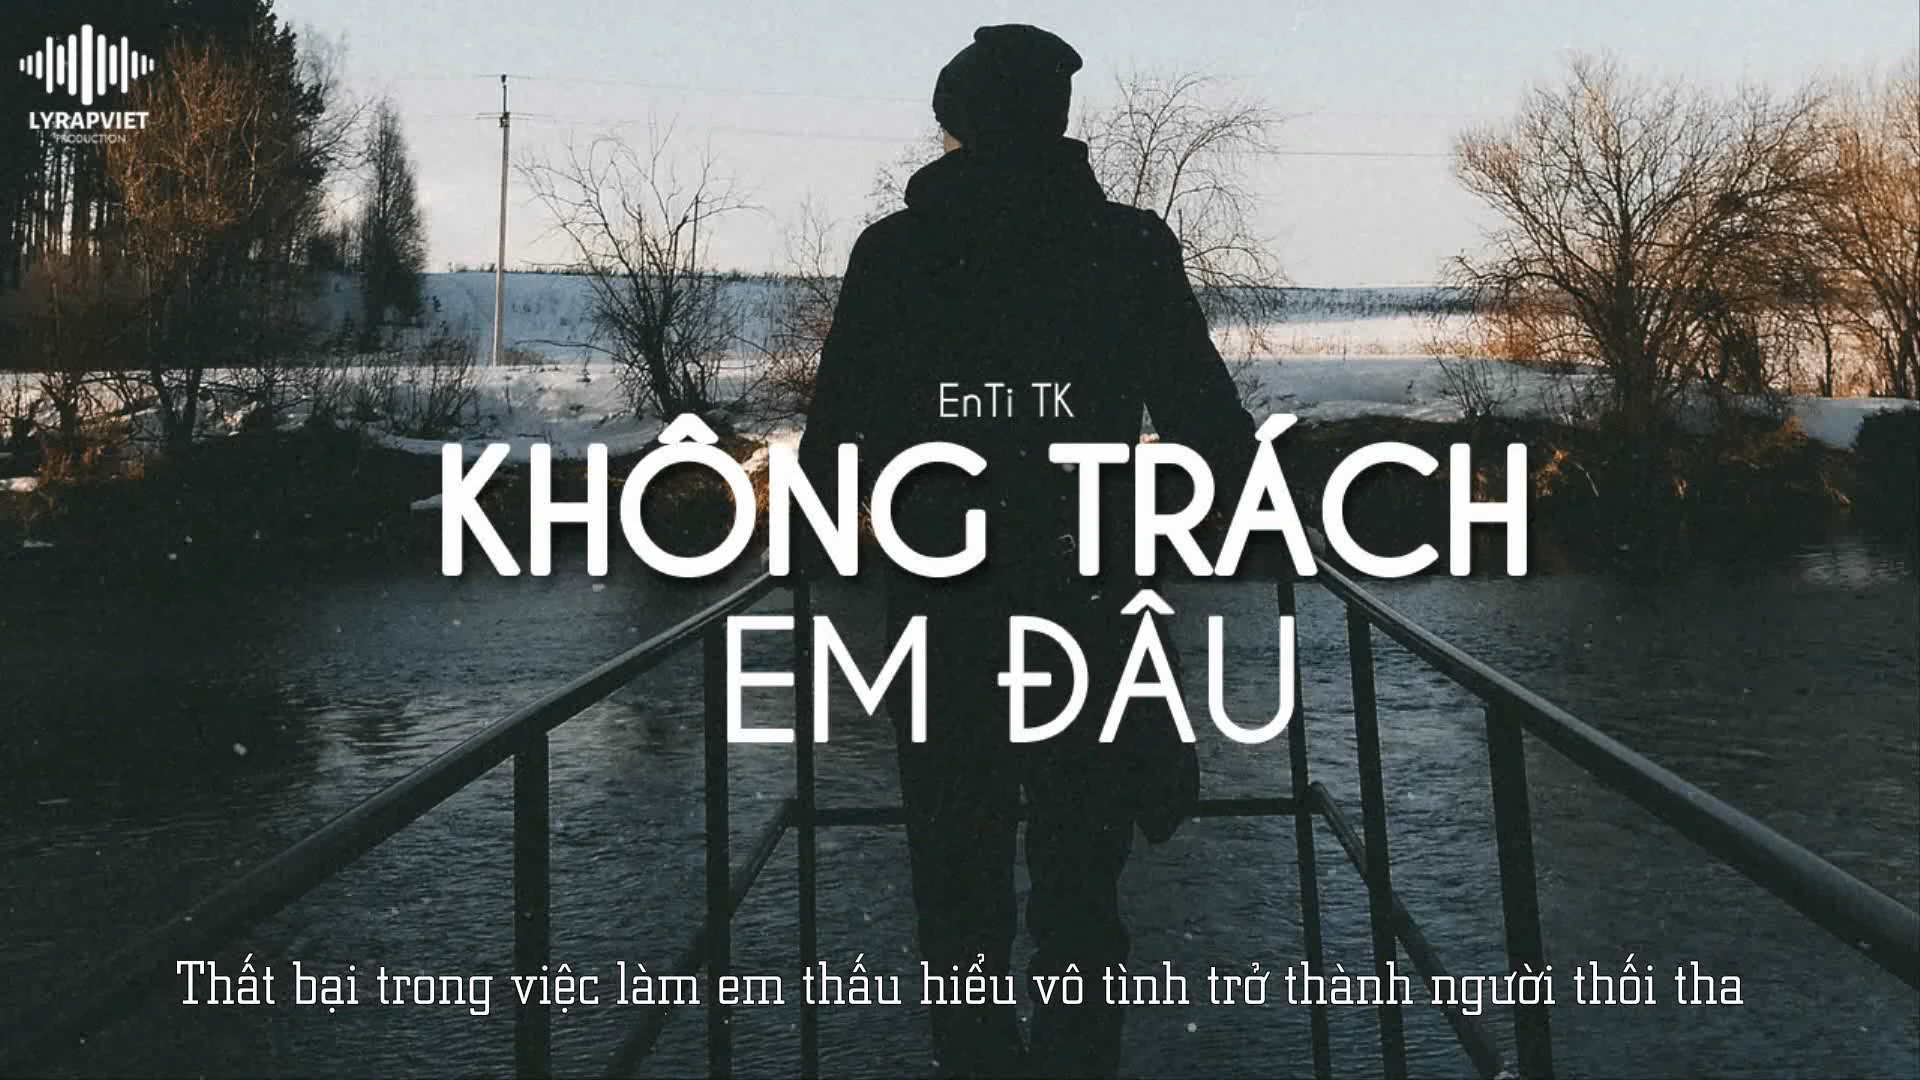 LYRAPVIET
PRODUCTION
EnTi TK
KHÔNG TRÁCH
EM ĐÂU
Thất bại trong việc làm em thấu hiểu vô tình trở thành người thối tha